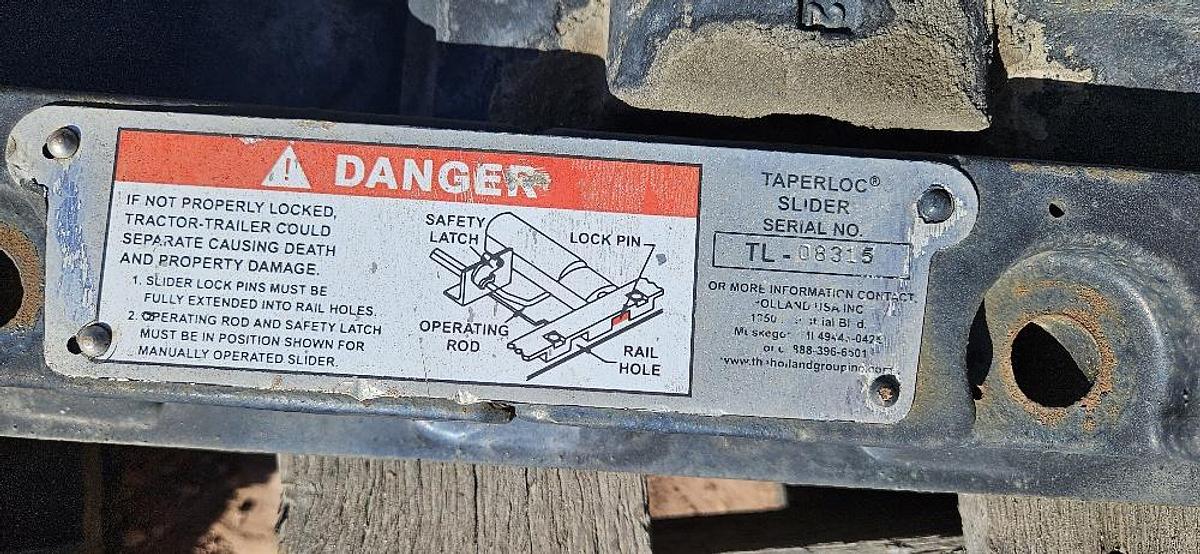 DANGER
IF NOT PROPERLY LOCKED,
TRACTOR-TRAILER COULD
SEPARATE CAUSING DEATH
AND PROPERTY DAMAGE.
1. SLIDER LOCK PINS MUST BE
FULLY EXTENDED INTO RAIL HOLES.
2. OPERATING ROD AND SAFETY LATCH
MUST BE IN POSITION SHOWN FOR
MANUALLY OPERATED SLIDER.
SAFETY
LATCH
LOCK PIN
OPERATING
ROD
RAIL
HOLE
TAPERLOC®
SLIDER
SERIAL NO.
TL - 08315
OR MORE INFORMATION CONTACT
OLLAND USA INC
888-396-6501